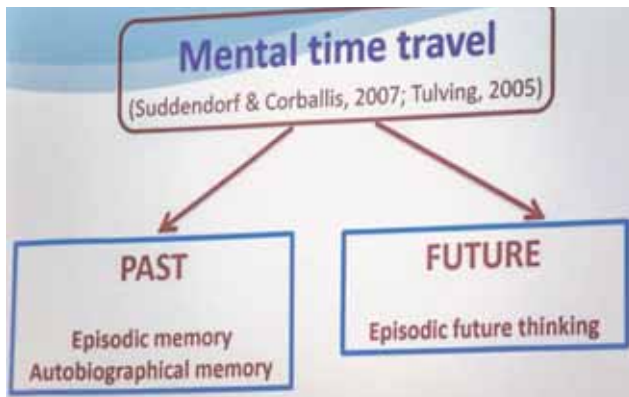 Mental time travel
(Suddendorf & Corballis, 2007; Tulving, 2005)
PAST
Episodic memory
Autobiographical memory
FUTURE
Episodic future thinking